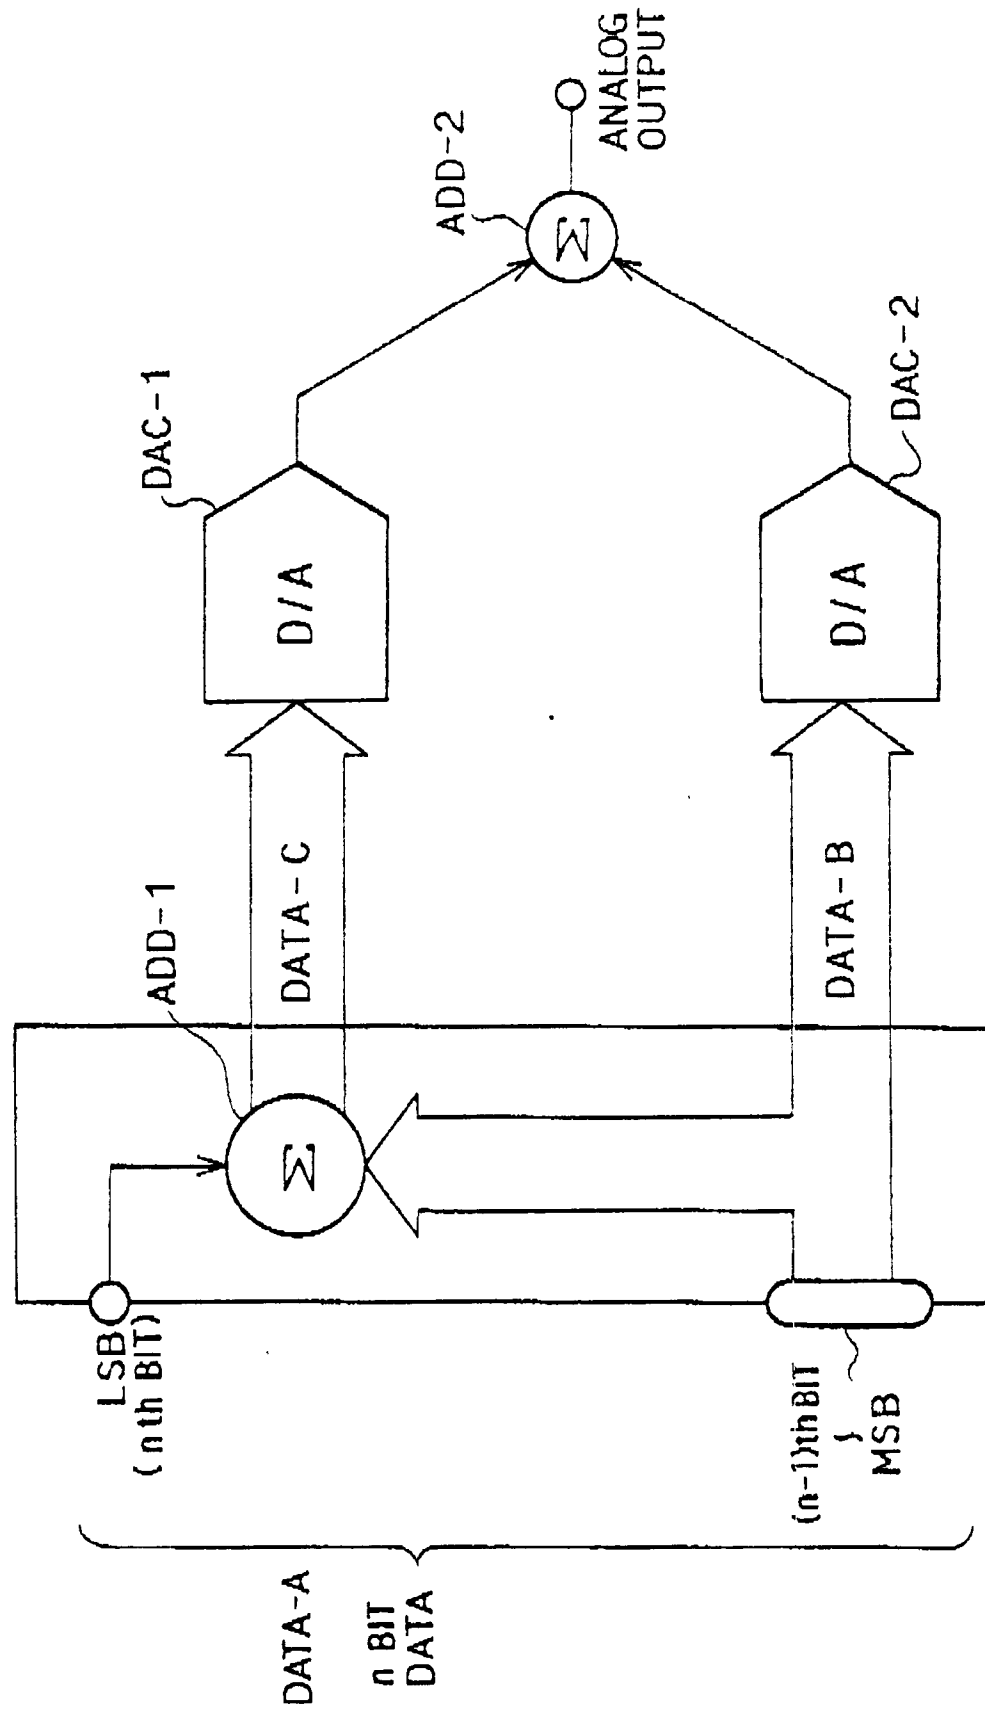 DATA-A
n BIT
DATA
LSB
(nth BIT)
(n-1)th BIT
}
MSB
ADD-1
Σ
DATA-C
DATA-B
DAC-1
D/A
D/A
DAC-2
ADD-2
Σ
ANALOG
OUTPUT